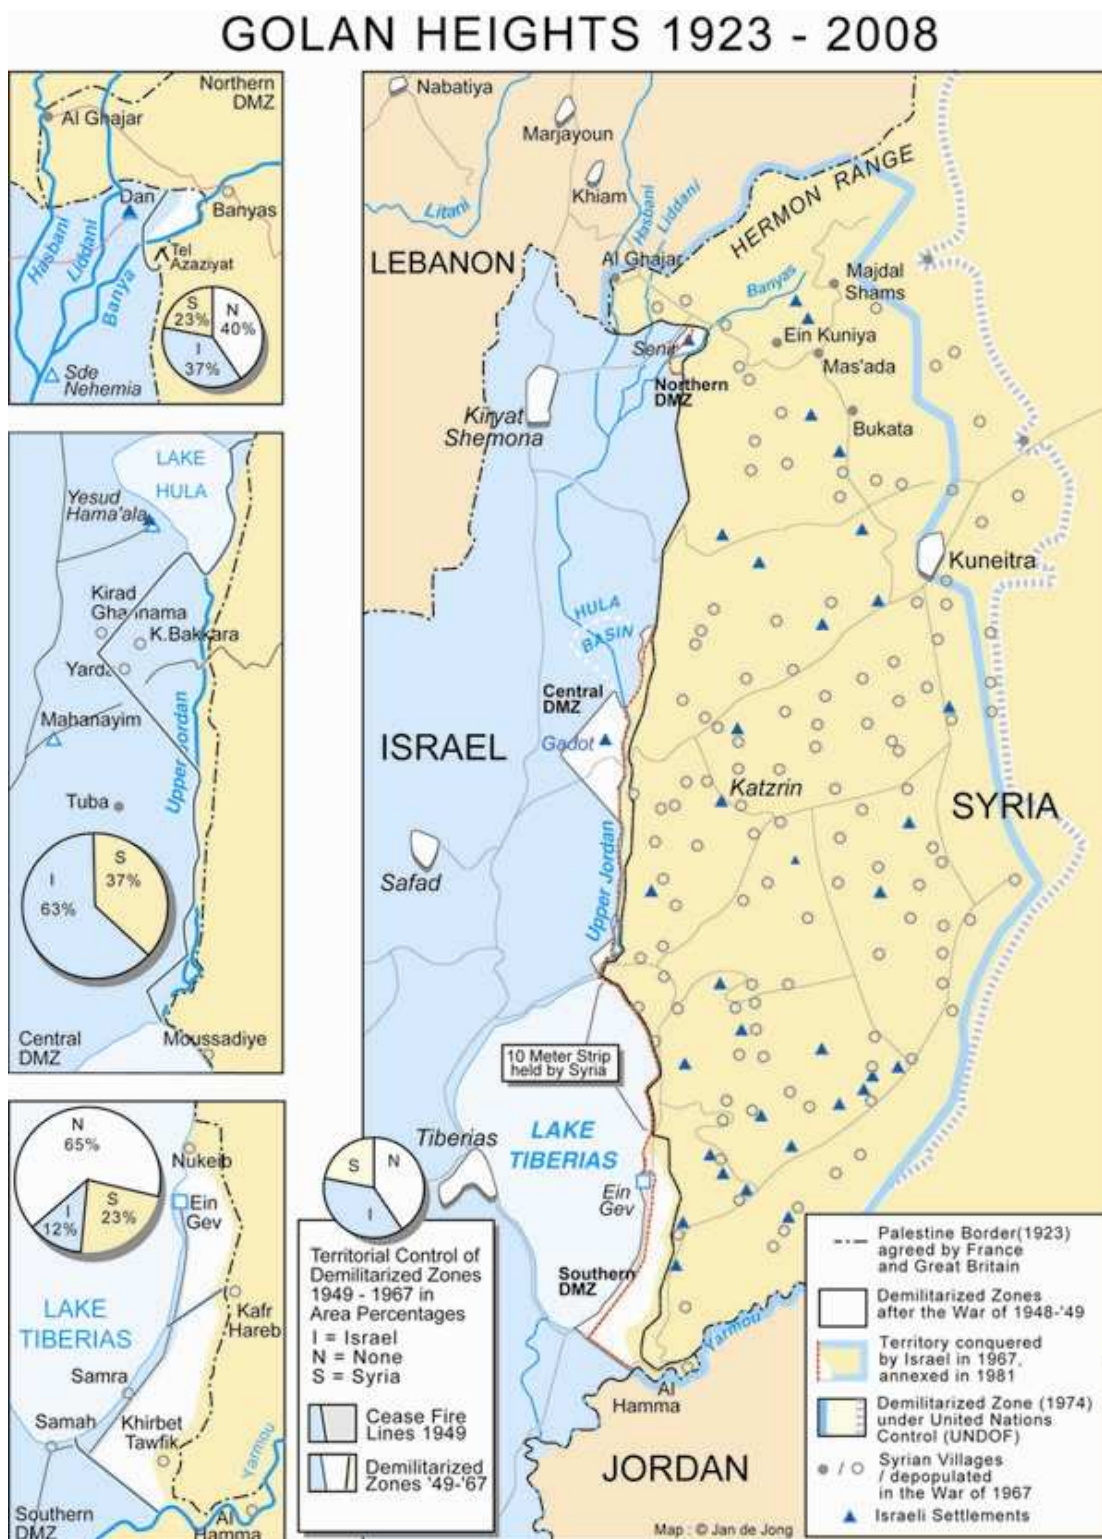 GOLAN HEIGHTS 1923 - 2008
Northern
DMZ
Al Ghajar
Dan
Banyas
Hasbani
Liddani
Banya
Tel
Azaziyat
S
23%
N
40%
I
37%
Sde
Nehemia
LAKE
HULA
Yesud
Hama'ala
Kirad
Ghannama
K.Bakkara
Yarda
Mahanayim
Upper Jordan
Tuba
I
63%
S
37%
Central
DMZ
Moussadiye
N
65%
I
12%
S
23%
Nukeib
Ein
Gev
LAKE
TIBERIAS
Kafr
Hareb
Samra
Samah
Khirbet
Tawfik
Yarmou
Southern
DMZ
Al
Hamma
Nabatiya
Marjayoun
Khiam
Litani
Hasbani
Liddani
HERMON RANGE
LEBANON
Al Ghajar
Banyas
Majdal
Shams
Senir
Ein Kuniya
Mas'ada
Northern
DMZ
Kiryat
Shemona
Bukata
Kuneitra
HULA
BASIN
Central
DMZ
Gadot
ISRAEL
Katzrin
SYRIA
Safad
Upper Jordan
10 Meter Strip
held by Syria
Tiberias
LAKE
TIBERIAS
Ein
Gev
Southern
DMZ
Yarmou
Al
Hamma
JORDAN
S
N
I
Territorial Control of
Demilitarized Zones
1949 - 1967 in
Area Percentages
I = Israel
N = None
S = Syria
Cease Fire
Lines 1949
Demilitarized
Zones '49-'67
Palestine Border(1923)
agreed by France
and Great Britain
Demilitarized Zones
after the War of 1948-'49
Territory conquered
by Israel in 1967,
annexed in 1981
Demilitarized Zone (1974)
under United Nations
Control (UNDOF)
/
Syrian Villages
/ depopulated
in the War of 1967
Israeli Settlements
Map : © Jan de Jong